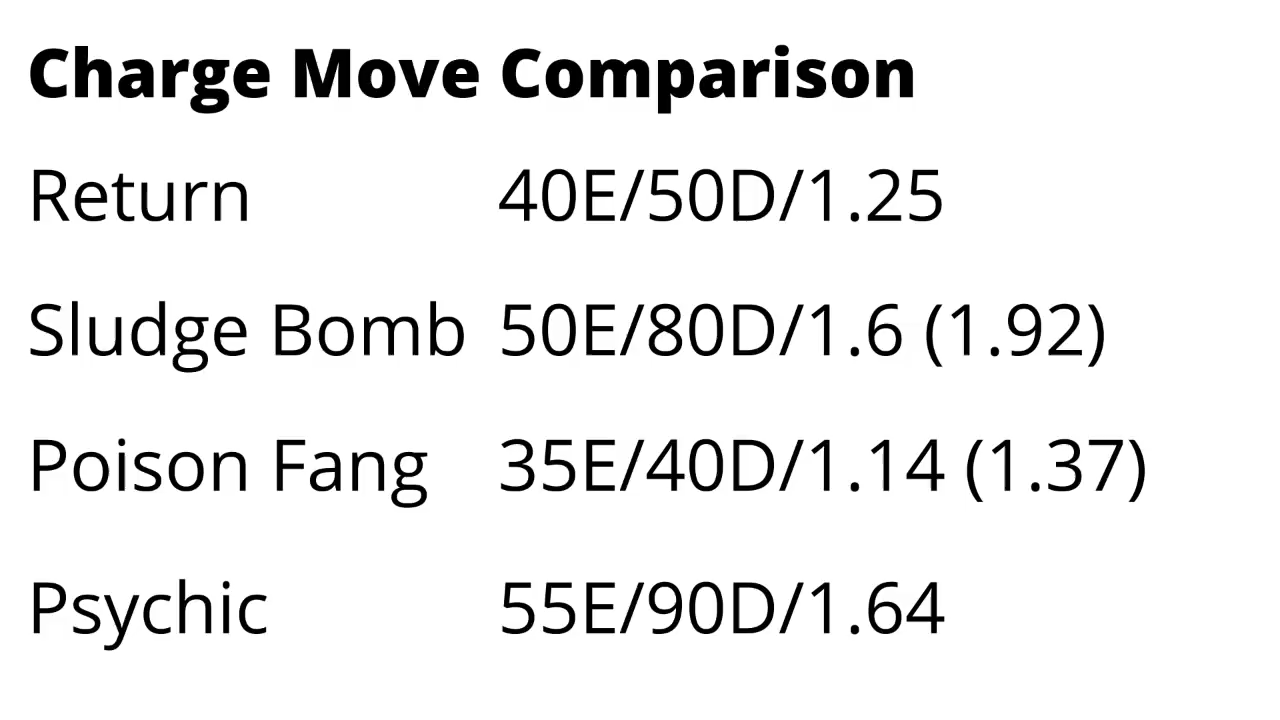 Charge Move Comparison
Return 40E/50D/1.25
Sludge Bomb 50E/80D/1.6 (1.92)
Poison Fang 35E/40D/1.14 (1.37)
Psychic 55E/90D/1.64